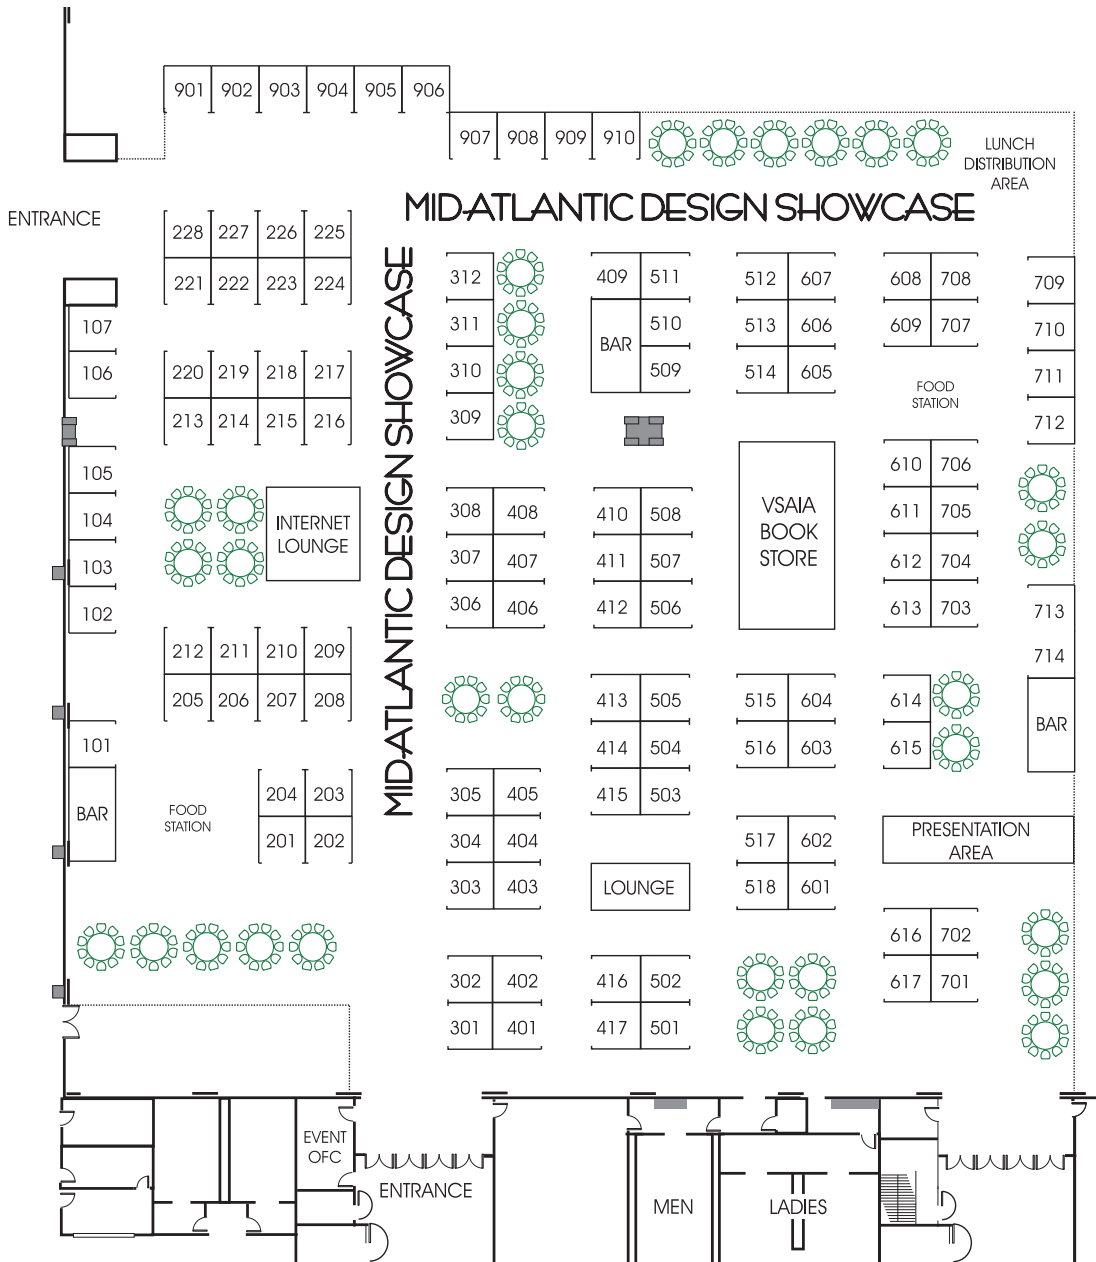 901 902 903 904 905 906
907 908 909 910
LUNCH
DISTRIBUTION
AREA
MID-ATLANTIC DESIGN SHOWCASE
ENTRANCE
228 227 226 225
221 222 223 224
MID-ATLANTIC DESIGN SHOWCASE
312 409 511 512 607 608 708 709
107 311 BAR 510 513 606 609 707 710
106 220 219 218 217 310 509 514 605 711
FOOD
STATION
213 214 215 216 309 712
105 610 706
104 308 408 410 508 611 705
INTERNET
LOUNGE
VSAIA
BOOK
STORE
103 307 407 411 507 612 704
102 306 406 412 506 613 703 713
212 211 210 209 714
205 206 207 208 413 505 515 604 614
101 414 504 516 603 615 BAR
204 203 305 405 415 503
BAR
FOOD
STATION
201 202 304 404 517 602
PRESENTATION
AREA
303 403 LOUNGE 518 601
616 702
302 402 416 502 617 701
301 401 417 501
EVENT
OFC
ENTRANCE
MEN
LADIES